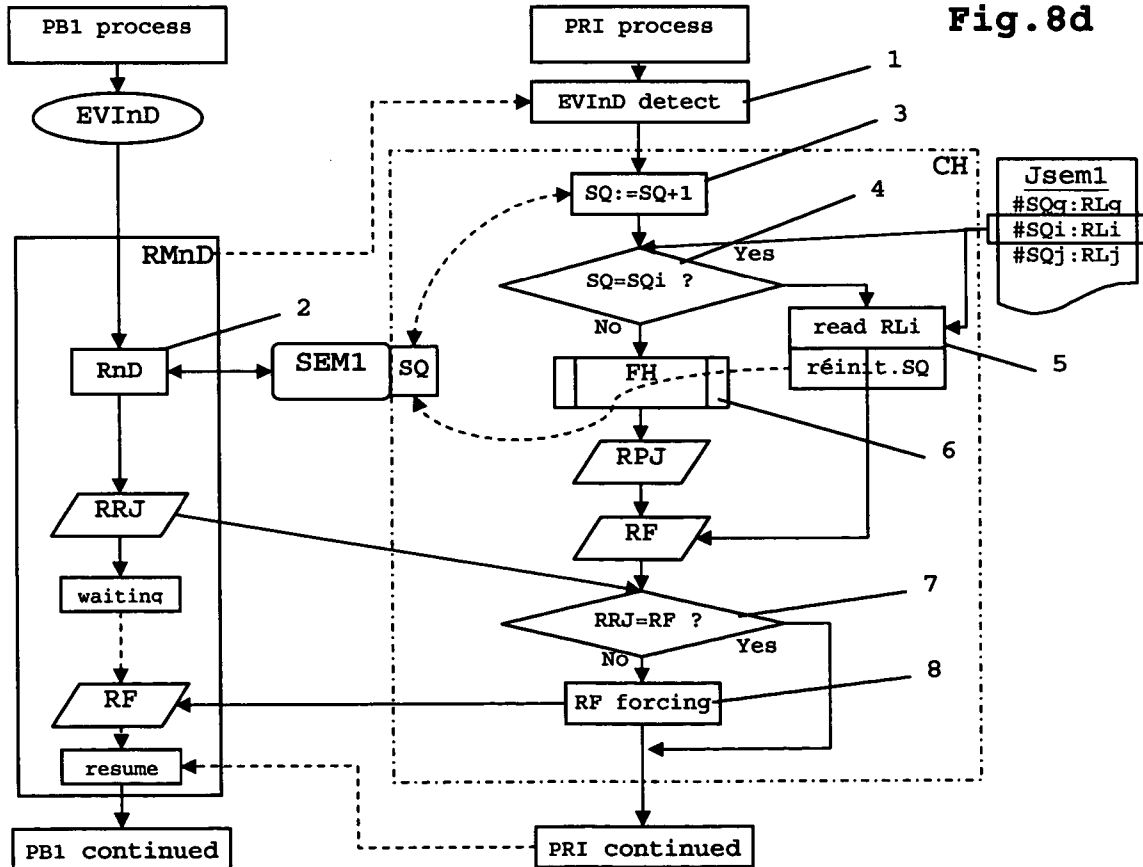 Fig.8d
PB1 process
PRI process
1
EVInD
EVInD detect
3
CH
SQ:=SQ+1
4
Jsem1
#SQq:RLq
#SQi:RLi
#SQj:RLj
RMnD
Yes
SQ=SQi ?
2
No
read RLi
5
RnD
SEM1
SQ
FH
réinit.SQ
6
RPJ
RRJ
RF
waiting
7
RRJ=RF ?
No
Yes
8
RF
RF forcing
resume
PB1 continued
PRI continued